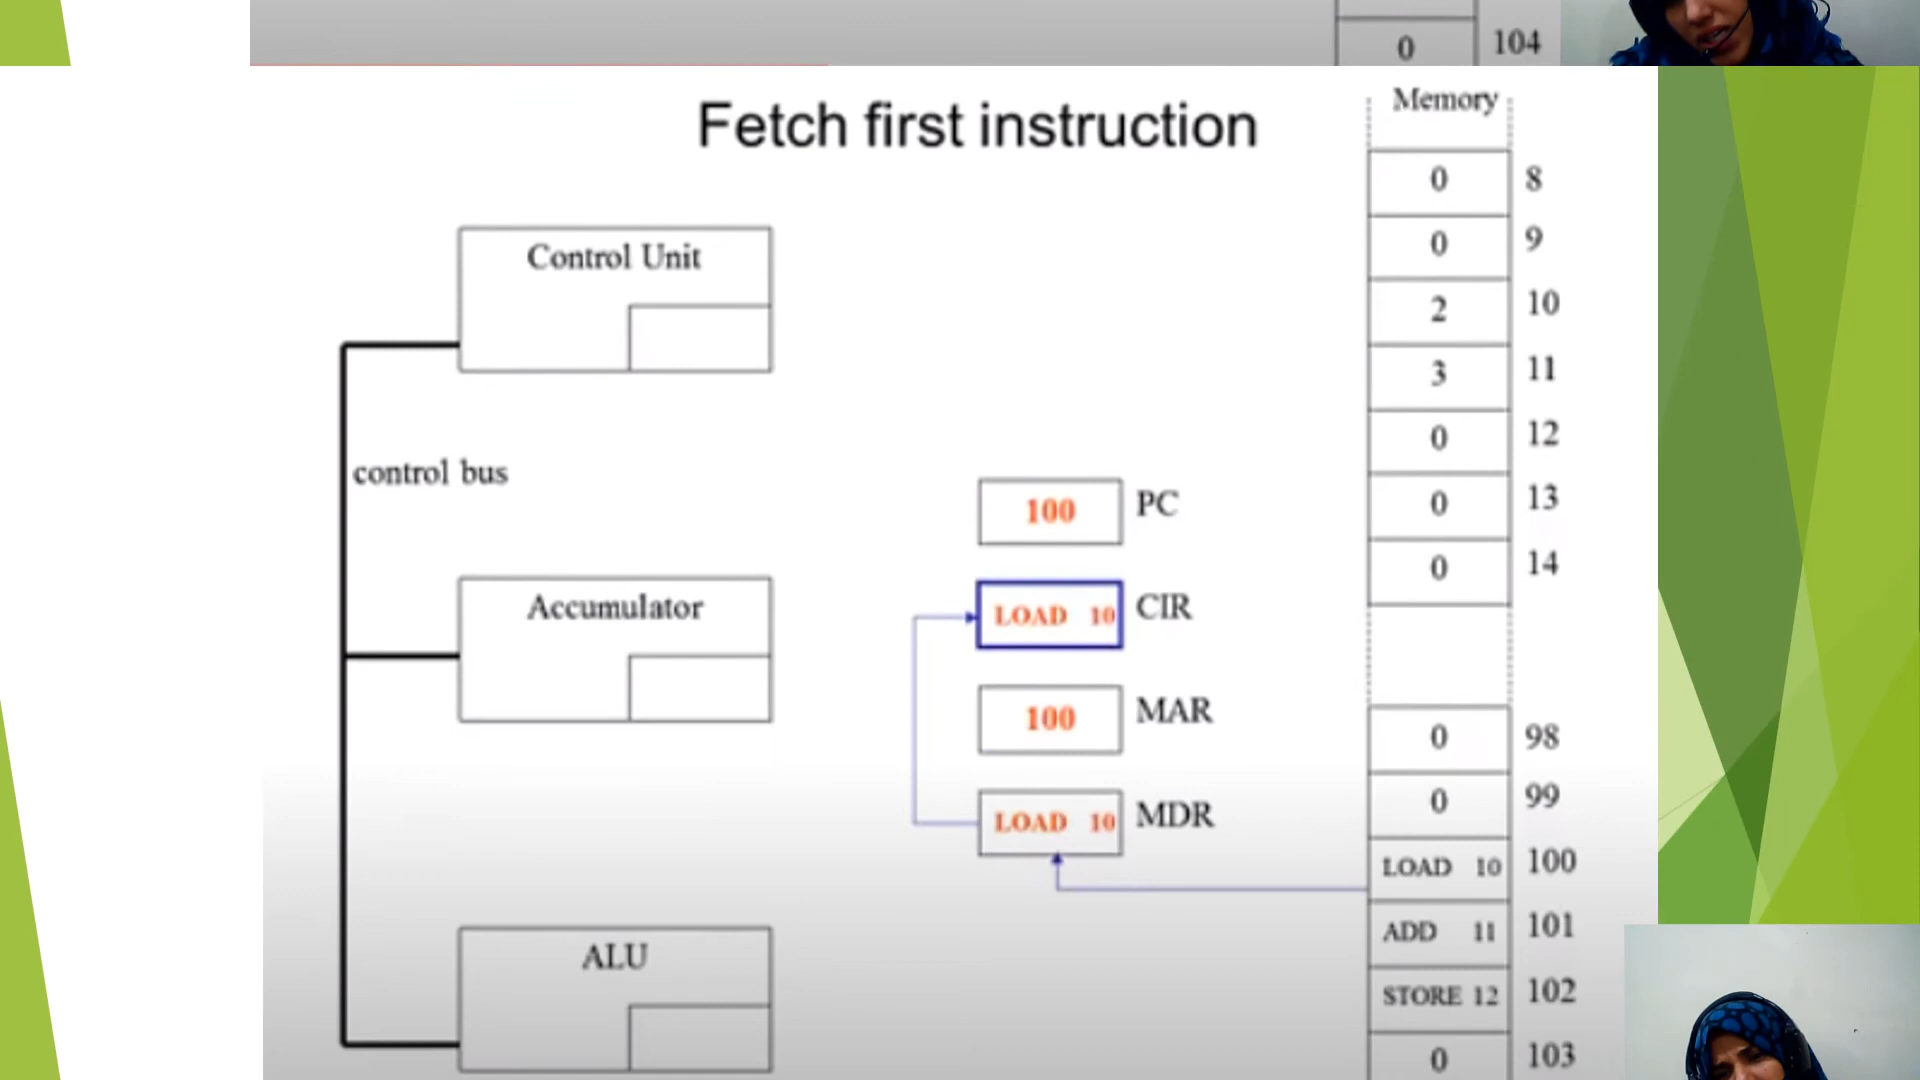 0 104
Fetch first instruction
Memory
0 8
0 9
2 10
3 11
0 12
0 13
0 14
0 98
0 99
LOAD 10 100
ADD 11 101
STORE 12 102
0 103
Control Unit
control bus
Accumulator
ALU
100 PC
LOAD 10 CIR
100 MAR
LOAD 10 MDR